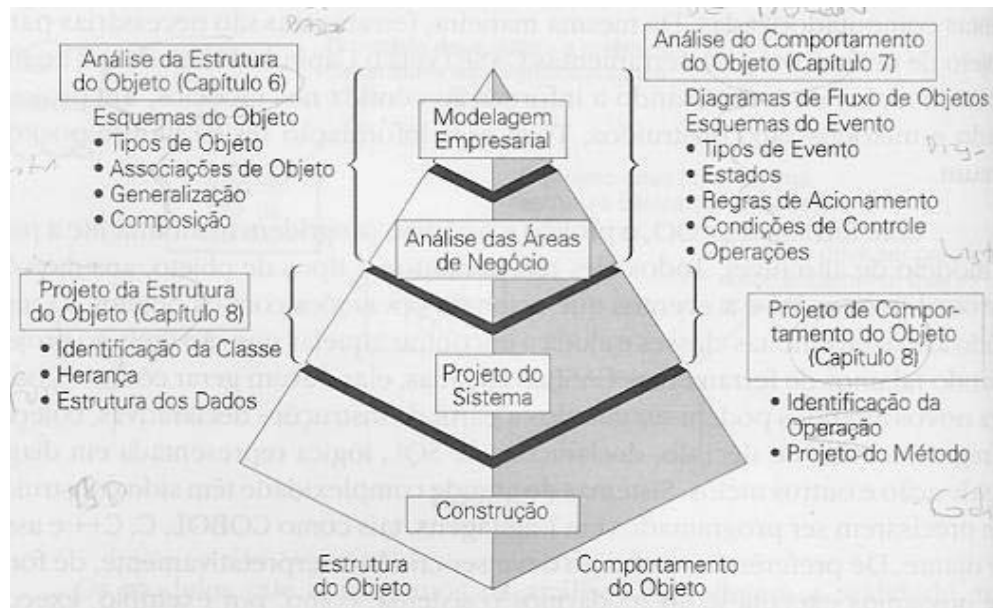 Análise da Estrutura
do Objeto (Capítulo 6)
Esquemas do Objeto
• Tipos de Objeto
• Associações de Objeto
• Generalização
• Composição
Modelagem
Empresarial
Análise do Comportamento
do Objeto (Capítulo 7)
Diagramas de Fluxo de Objetos
Esquemas do Evento
• Tipos de Evento
• Estados
• Regras de Acionamento
• Condições de Controle
• Operações
Análise das Áreas
de Negócio
Projeto da Estrutura
do Objeto (Capítulo 8)
• Identificação da Classe
• Herança
• Estrutura dos Dados
Projeto do
Sistema
Projeto de Compor-
tamento do Objeto
(Capítulo 8)
• Identificação da
Operação
• Projeto do Método
Construção
Estrutura
do Objeto
Comportamento
do Objeto